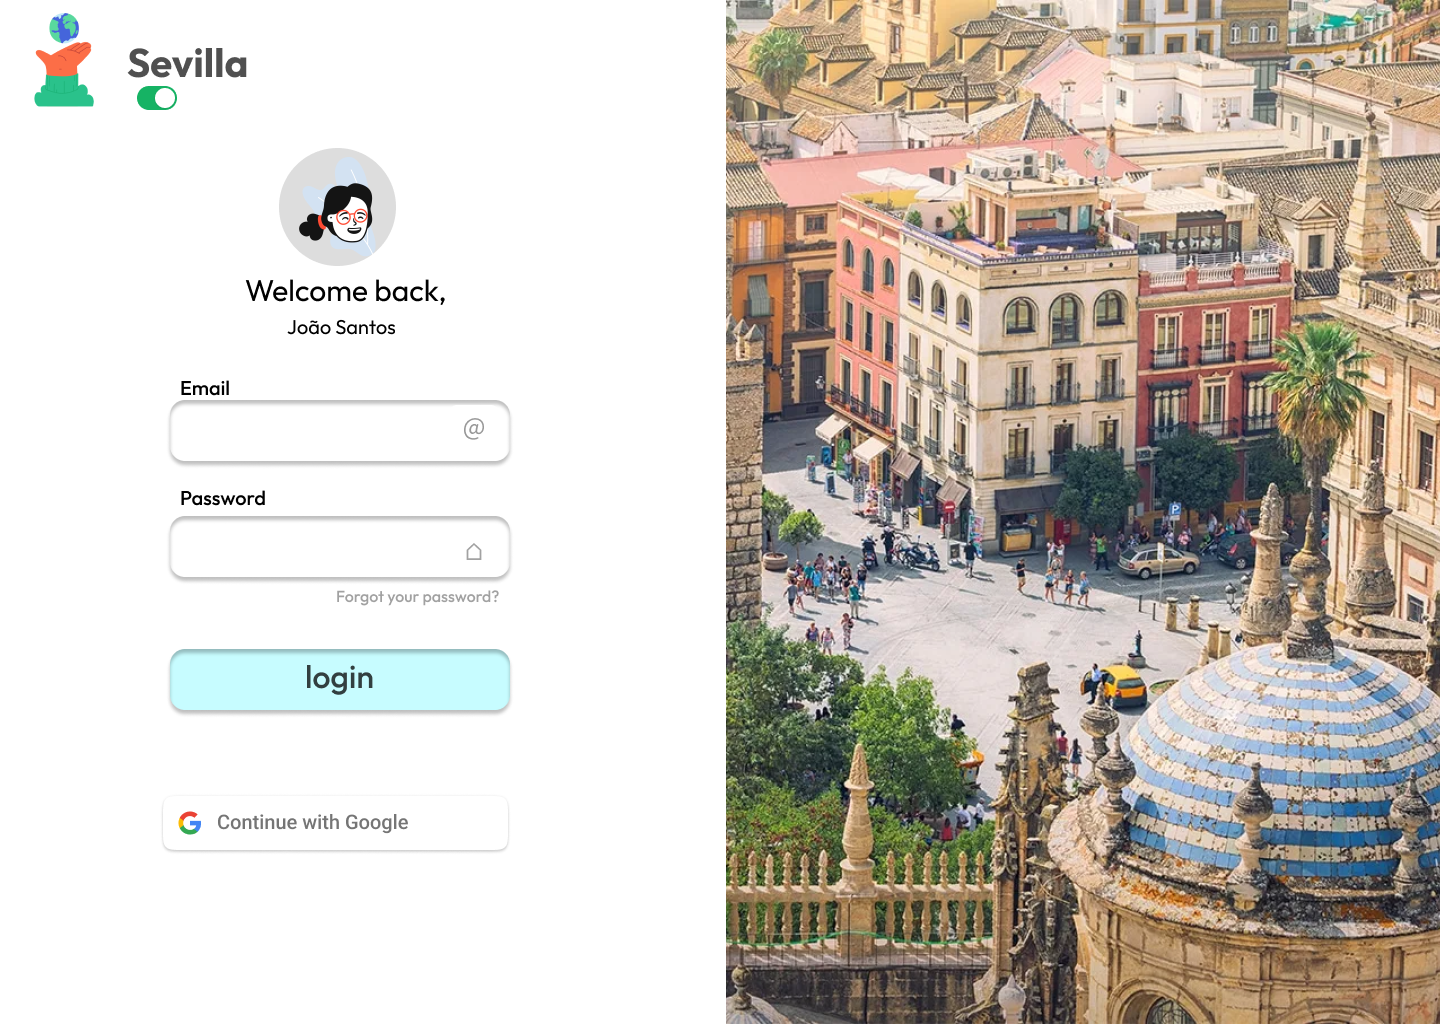 Sevilla
Welcome back,
João Santos
Email
@
Password
Forgot your password?
login
Continue with Google
P